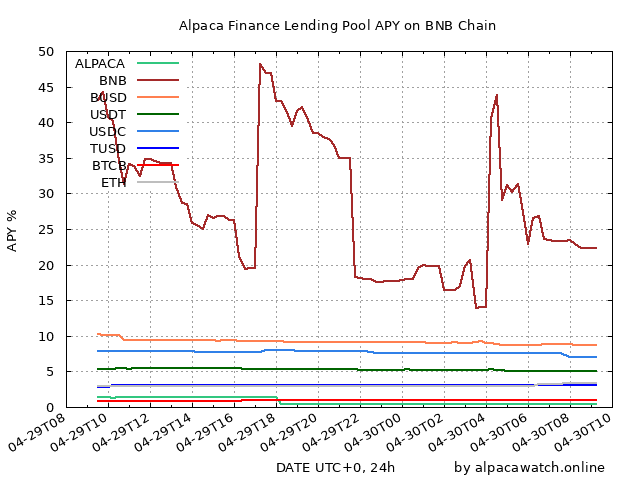 Alpaca Finance Lending Pool APY on BNB Chain
50
45
40
35
30
25
20
15
10
5
0
APY %
ALPACA
BNB
BUSD
USDT
USDC
TUSD
BTCB
ETH
04-29T08
04-29T10
04-29T12
04-29T14
04-29T16
04-29T18
04-29T20
04-29T22
04-30T00
04-30T02
04-30T04
04-30T06
04-30T08
04-30T10
DATE UTC+0, 24h
by alpacawatch.online